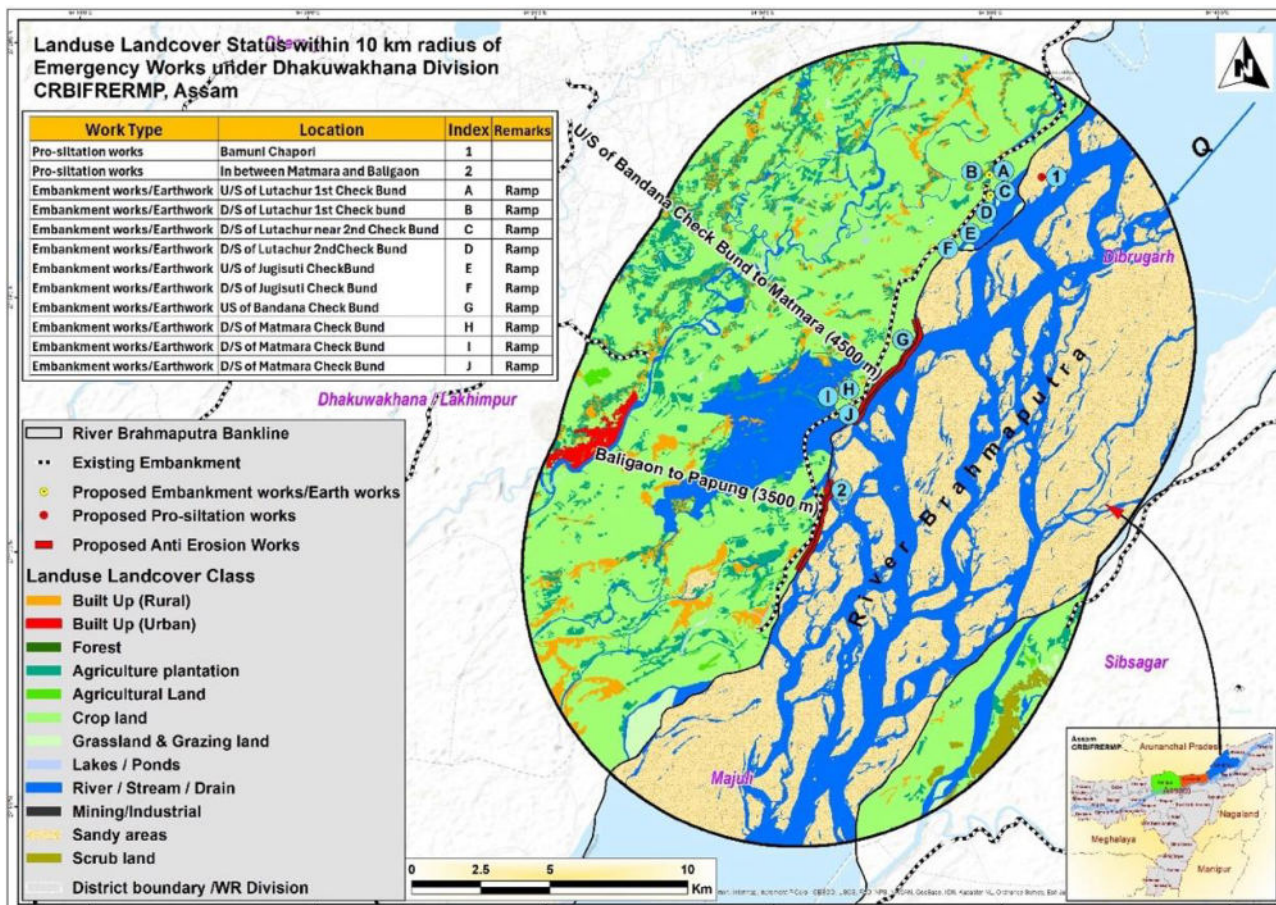 Landuse Landcover Status within 10 km radius of
Emergency Works under Dhakuwakhana Division
CRBIFRERMP, Assam
Work Type Location Index Remarks
Pro-siltation works Bamuni Chapori 1
Pro-siltation works In between Matmara and Baligaon 2
Embankment works/Earthwork U/S of Lutachur 1st Check Bund A Ramp
Embankment works/Earthwork D/S of Lutachur 1st Check bund B Ramp
Embankment works/Earthwork D/S of Lutachur near 2nd Check Bund C Ramp
Embankment works/Earthwork D/S of Lutachur 2ndCheck Bund D Ramp
Embankment works/Earthwork U/S of Jugisuti CheckBund E Ramp
Embankment works/Earthwork D/S of Jugisuti Check Bund F Ramp
Embankment works/Earthwork US of Bandana Check Bund G Ramp
Embankment works/Earthwork D/S of Matmara Check Bund H Ramp
Embankment works/Earthwork D/S of Matmara Check Bund I Ramp
Embankment works/Earthwork D/S of Matmara Check Bund J Ramp
N
Q
U/S of Bandana Check Bund to Matmara (4500 m)
B A
1
C
D
E
F
Dibrugarh
G
H
I
J
Dhakuwakhana / Lakhimpur
Baligaon to Papung (3500 m)
2
River Brahmaputra
Sibsagar
Majuli
River Brahmaputra Bankline
Existing Embankment
Proposed Embankment works/Earth works
Proposed Pro-siltation works
Proposed Anti Erosion Works
Landuse Landcover Class
Built Up (Rural)
Built Up (Urban)
Forest
Agriculture plantation
Agricultural Land
Crop land
Grassland & Grazing land
Lakes / Ponds
River / Stream / Drain
Mining/Industrial
Sandy areas
Scrub land
District boundary /WR Division
0 2.5 5 10
Km
Assam
CRBIFRERMP
Arunanchal Pradesh
Assam
Nagaland
Meghalaya
Manipur